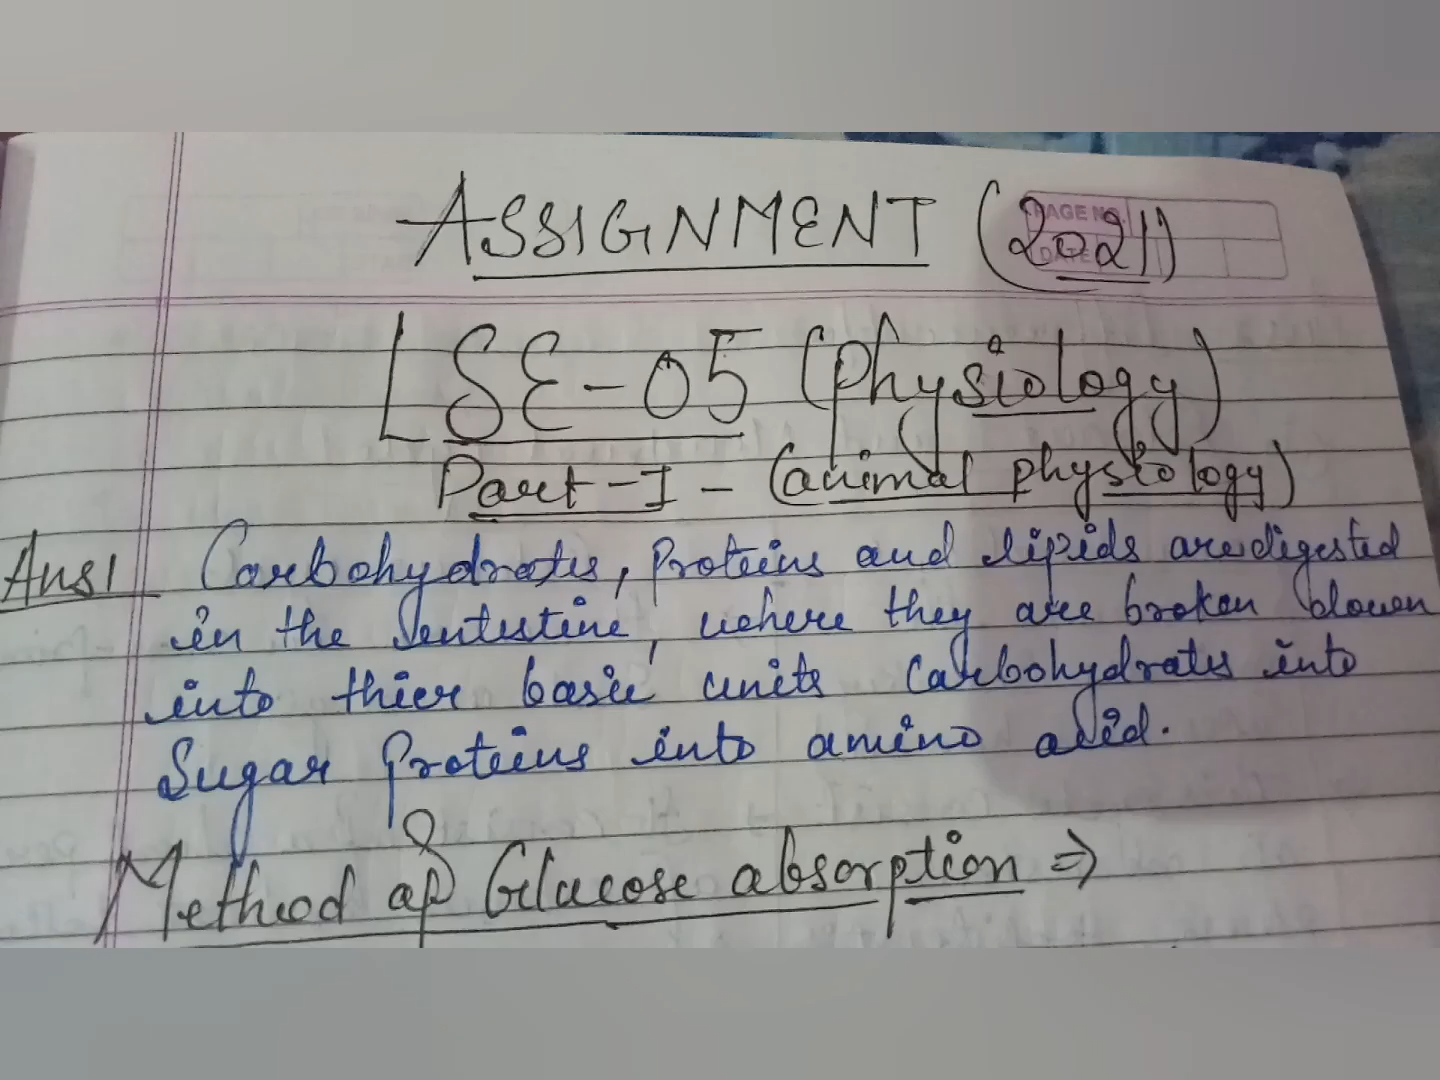 ASSIGNMENT (2021)
PAGE NO.
DATE
LSE-05 (Physiology)
Part-I - (animal physiology)
Ans1 Carbohydrates, Proteins and lipids are digested
in the Sentestine, where they are broken down
into thier basic units Carbohydrates into
Sugar Proteins into amino acid.
Method of Glucose absorption ⇒